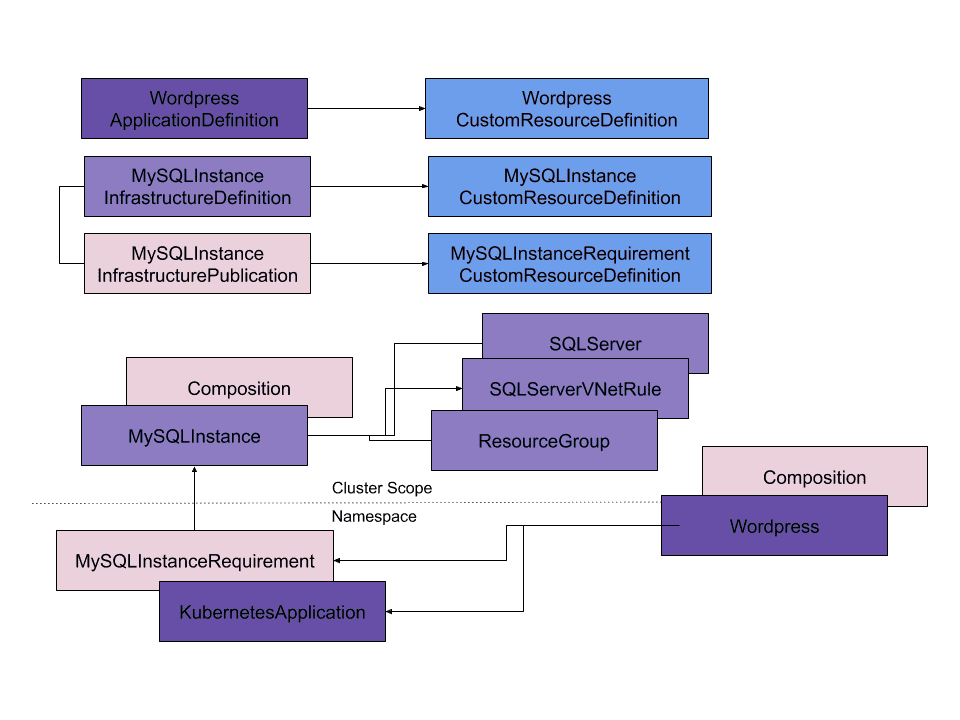 Wordpress
ApplicationDefinition
Wordpress
CustomResourceDefinition
MySQLInstance
InfrastructureDefinition
MySQLInstance
CustomResourceDefinition
MySQLInstance
InfrastructurePublication
MySQLInstanceRequirement
CustomResourceDefinition
SQLServer
Composition
SQLServerVNetRule
MySQLInstance
ResourceGroup
Composition
Cluster Scope
Namespace
Wordpress
MySQLInstanceRequirement
KubernetesApplication